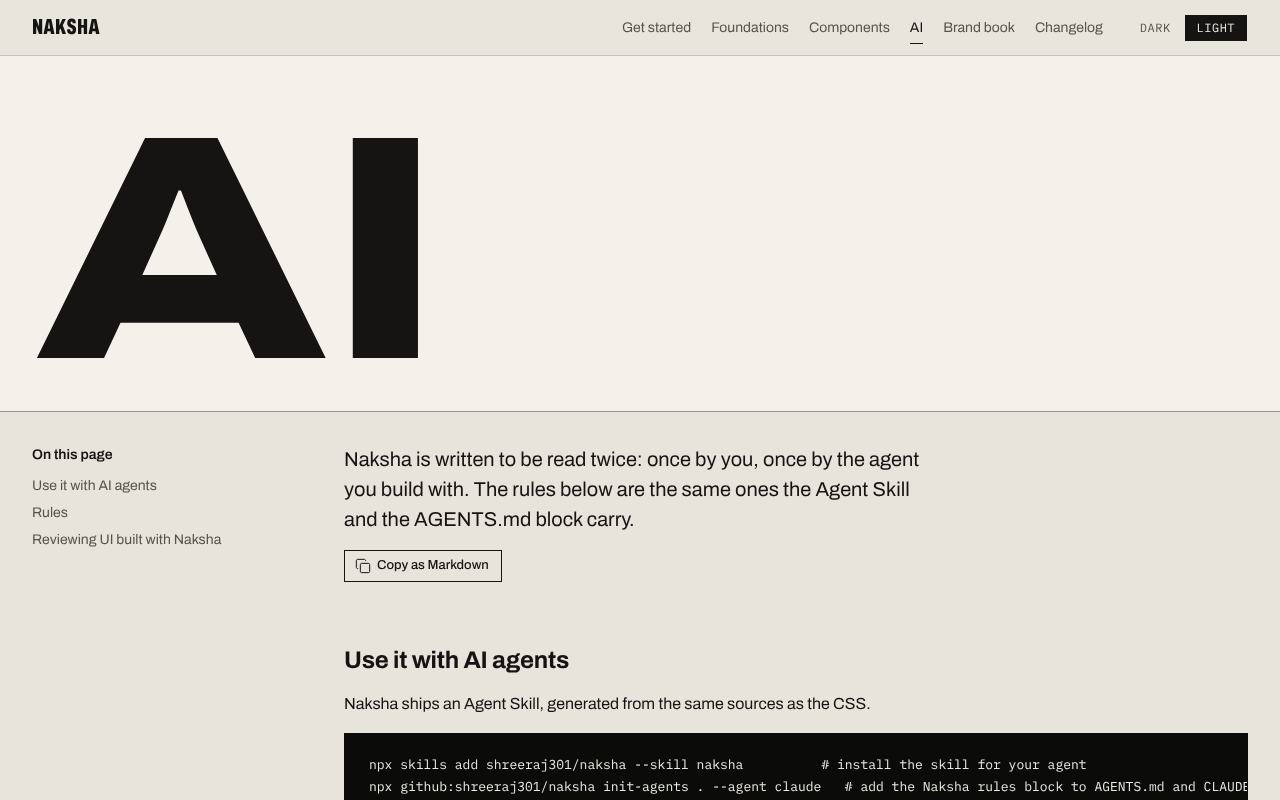 NAKSHA
Get started Foundations Components AI Brand book Changelog DARK LIGHT
AI
On this page
Use it with AI agents
Rules
Reviewing UI built with Naksha
Naksha is written to be read twice: once by you, once by the agent
you build with. The rules below are the same ones the Agent Skill
and the AGENTS.md block carry.
Copy as Markdown
Use it with AI agents
Naksha ships an Agent Skill, generated from the same sources as the CSS.
npx skills add shreeraj301/naksha --skill naksha # install the skill for your agent
npx github:shreeraj301/naksha init-agents . --agent claude # add the Naksha rules block to AGENTS.md and CLAUDE